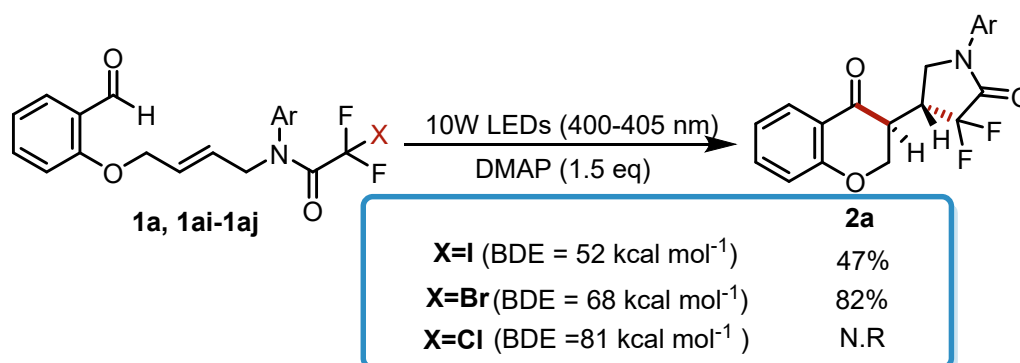 O
H
O
Ar
N
O
F
X
F
1a, 1ai-1aj
10W LEDs (400-405 nm)
DMAP (1.5 eq)
O
O
H
H
Ar
N
O
F
F
2a
X=I (BDE = 52 kcal mol⁻¹) 47%
X=Br (BDE = 68 kcal mol⁻¹) 82%
X=Cl (BDE =81 kcal mol⁻¹) N.R